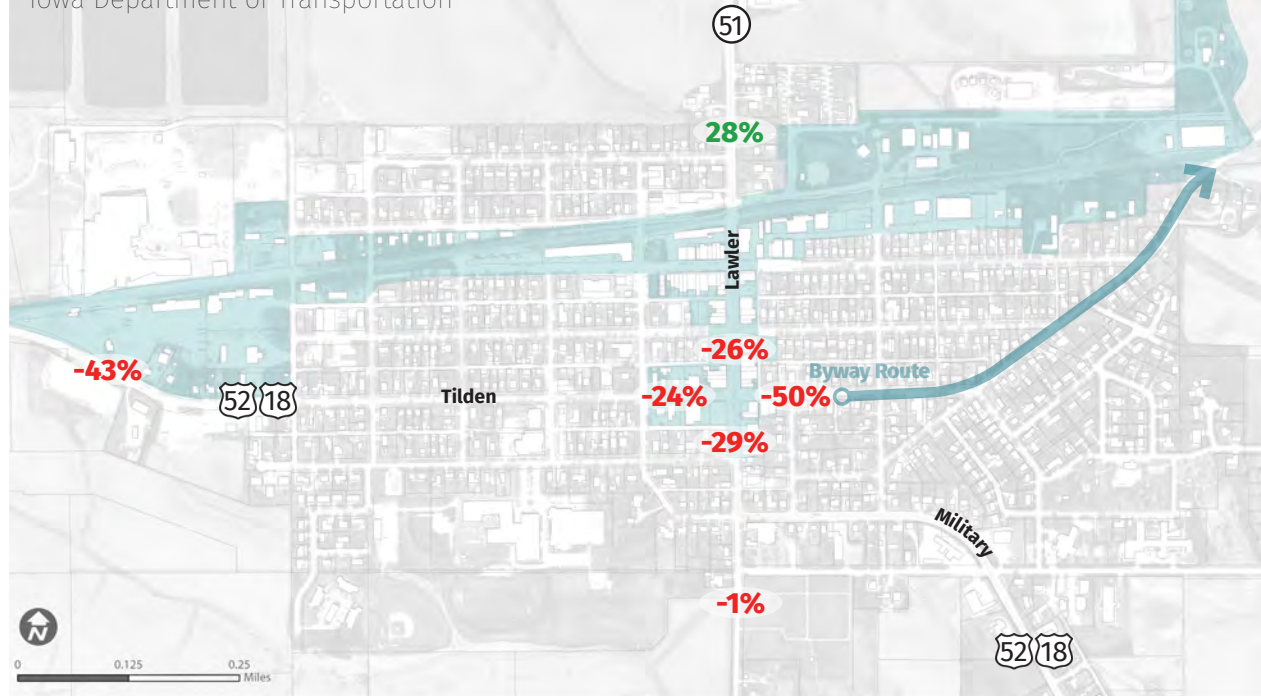 Iowa Department of Transportation
51
28%
Lawler
-26%
-43%
Byway Route
52 18
Tilden
-24%
-50%
-29%
Military
-1%
N
52 18
0 0.125 0.25
Miles